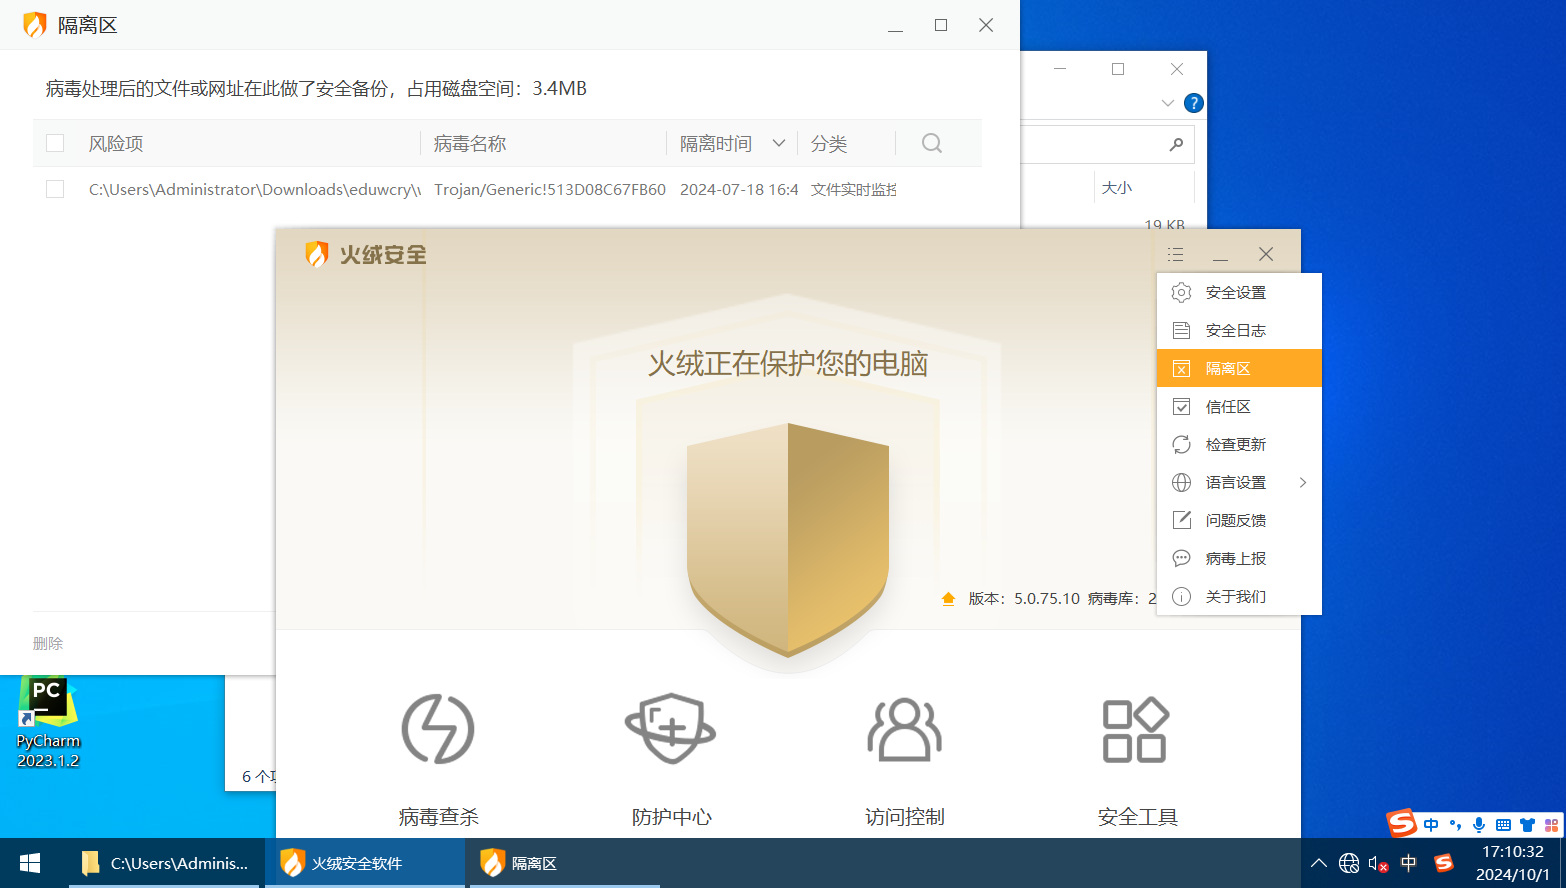 隔离区
病毒处理后的文件或网址在此做了安全备份，占用磁盘空间：3.4MB
风险项 病毒名称 隔离时间 分类
C:\Users\Administrator\Downloads\eduwcry\ Trojan/Generic!513D08C67FB60 2024-07-18 16:4 文件实时监控
大小
19 KB
火绒安全
安全设置
安全日志
隔离区
信任区
检查更新
语言设置
问题反馈
病毒上报
关于我们
火绒正在保护您的电脑
版本：5.0.75.10 病毒库：2
删除
PC
PyCharm
2023.1.2
6 个
病毒查杀 防护中心 访问控制 安全工具
中
C:\Users\Adminis... 火绒安全软件 隔离区
中
17:10:32
2024/10/1